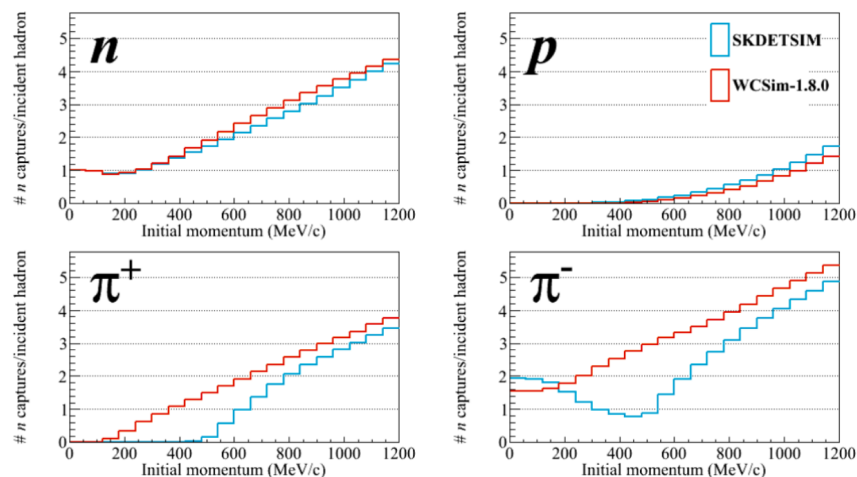 n
# n captures/incident hadron
5
4
3
2
1
0
0 200 400 600 800 1000 1200
Initial momentum (MeV/c)
p
SKDETSIM
WCSim-1.8.0
# n captures/incident hadron
5
4
3
2
1
0
0 200 400 600 800 1000 1200
Initial momentum (MeV/c)
π+
# n captures/incident hadron
5
4
3
2
1
0
0 200 400 600 800 1000 1200
Initial momentum (MeV/c)
π-
# n captures/incident hadron
5
4
3
2
1
0
0 200 400 600 800 1000 1200
Initial momentum (MeV/c)